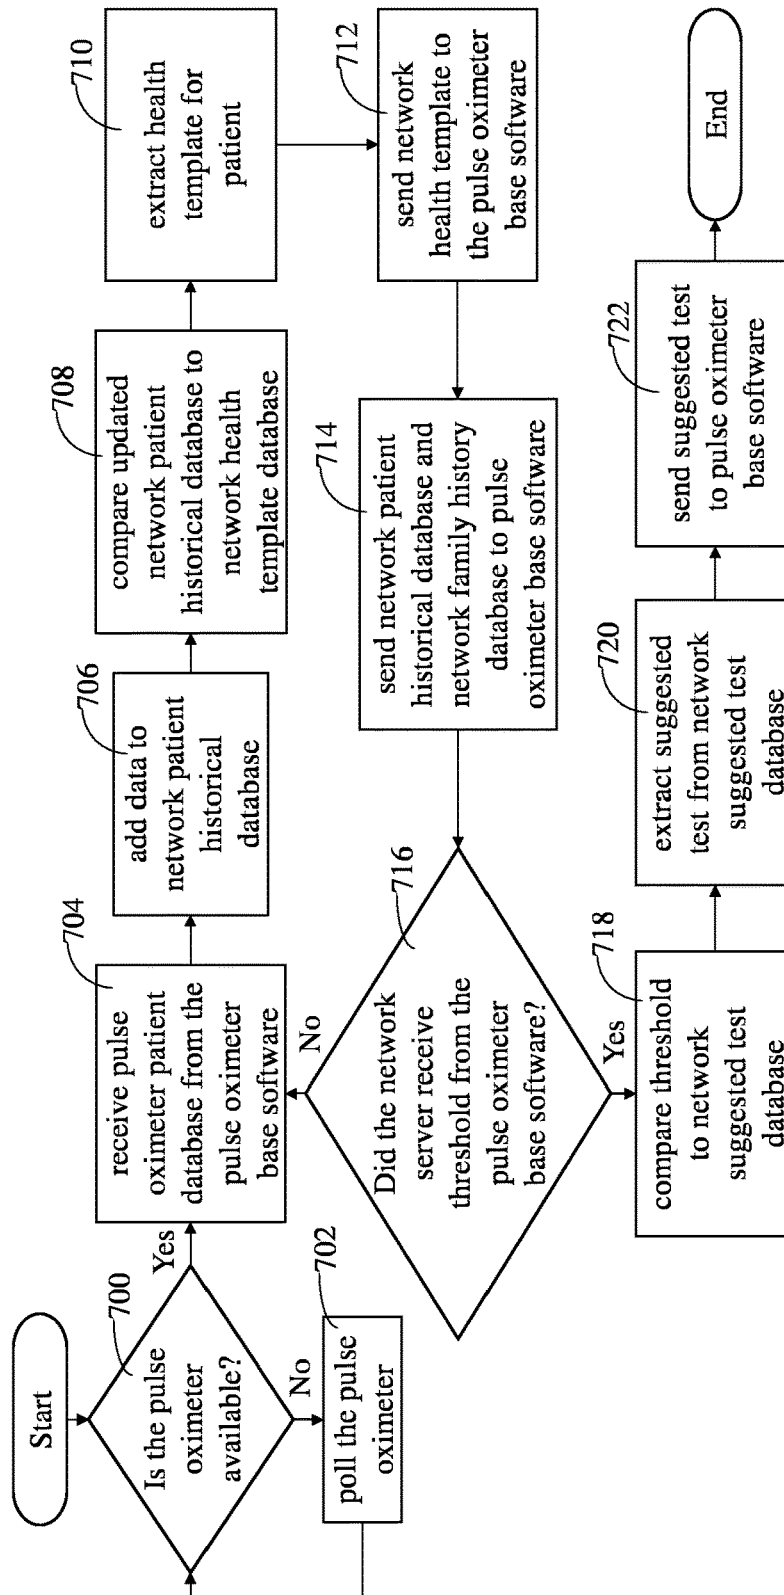 Start
700
Is the pulse
oximeter
available?
Yes
No
702
poll the pulse
oximeter
704
receive pulse
oximeter patient
database from the
pulse oximeter
base software
706
add data to
network patient
historical
database
708
compare updated
network patient
historical database to
network health
template database
710
extract health
template for
patient
712
send network
health template to
the pulse oximeter
base software
714
send network patient
historical database and
network family history
database to pulse
oximeter base software
716
Did the network
server receive
threshold from the
pulse oximeter
base software?
No
Yes
718
compare threshold
to network
suggested test
database
720
extract suggested
test from network
suggested test
database
722
send suggested test
to pulse oximeter
base software
End